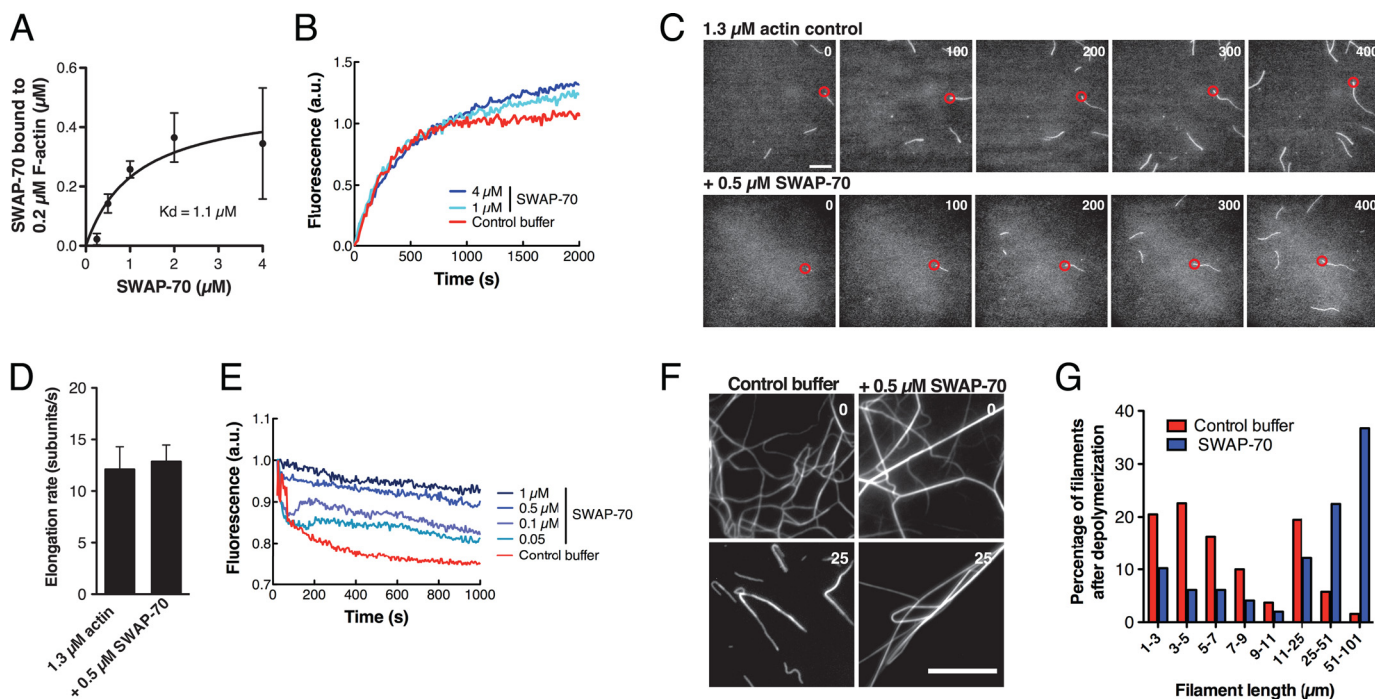 A
SWAP-70 bound to
0.2 µM F-actin (µM)
0.6
0.4
0.2
0.0
Kd = 1.1 µM
0 1 2 3 4
SWAP-70 (µM)
B
Fluorescence (a.u.)
1.5
1.0
0.5
0.0
4 µM
1 µM
SWAP-70
Control buffer
0 500 1000 1500 2000
Time (s)
C
1.3 µM actin control
0 100 200 300 400
+ 0.5 µM SWAP-70
0 100 200 300 400
D
Elongation rate (subunits/s)
20
15
10
5
0
1.3 µM actin
+ 0.5 µM SWAP-70
E
Fluorescence (a.u.)
1.1
1.0
0.9
0.8
0.7
1 µM
0.5 µM
0.1 µM
0.05
SWAP-70
Control buffer
0 200 400 600 800 1000
Time (s)
F
Control buffer + 0.5 µM SWAP-70
0 0
25 25
G
Percentage of filaments
after depolymerization
40
30
20
10
0
Control buffer
SWAP-70
1-3 3-5 5-7 7-9 9-11 11-25 25-51 51-101
Filament length (µm)